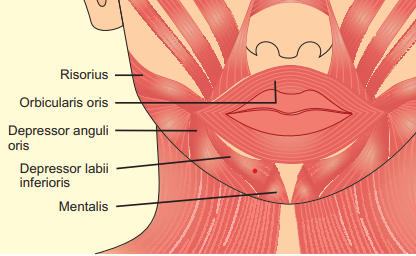 Risorius
Orbicularis oris
Depressor anguli
oris
Depressor labii
inferioris
Mentalis